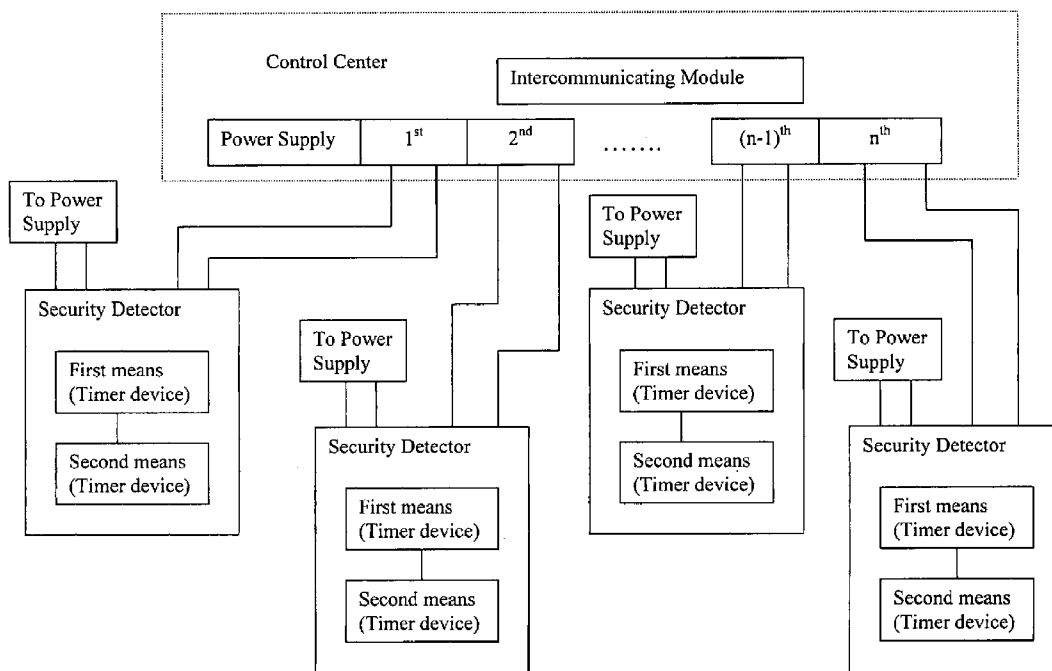 Control Center
Intercommunicating Module
Power Supply
1st
2nd
.......
(n-1)th
nth
To Power
Supply
Security Detector
First means
(Timer device)
Second means
(Timer device)
To Power
Supply
Security Detector
First means
(Timer device)
Second means
(Timer device)
To Power
Supply
Security Detector
First means
(Timer device)
Second means
(Timer device)
To Power
Supply
Security Detector
First means
(Timer device)
Second means
(Timer device)